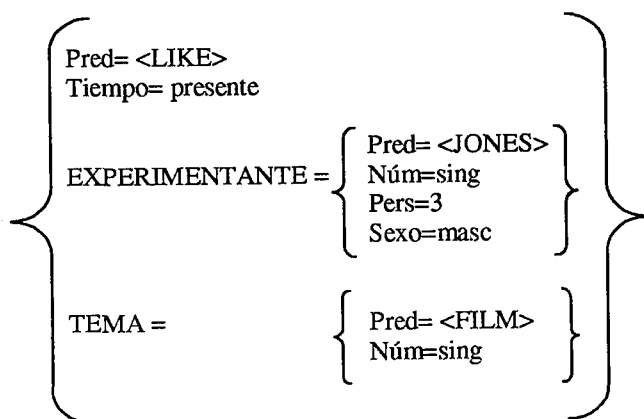 Pred= <LIKE>
Tiempo= presente
EXPERIMENTANTE =
Pred= <JONES>
Núm=sing
Pers=3
Sexo=masc
TEMA =
Pred= <FILM>
Núm=sing